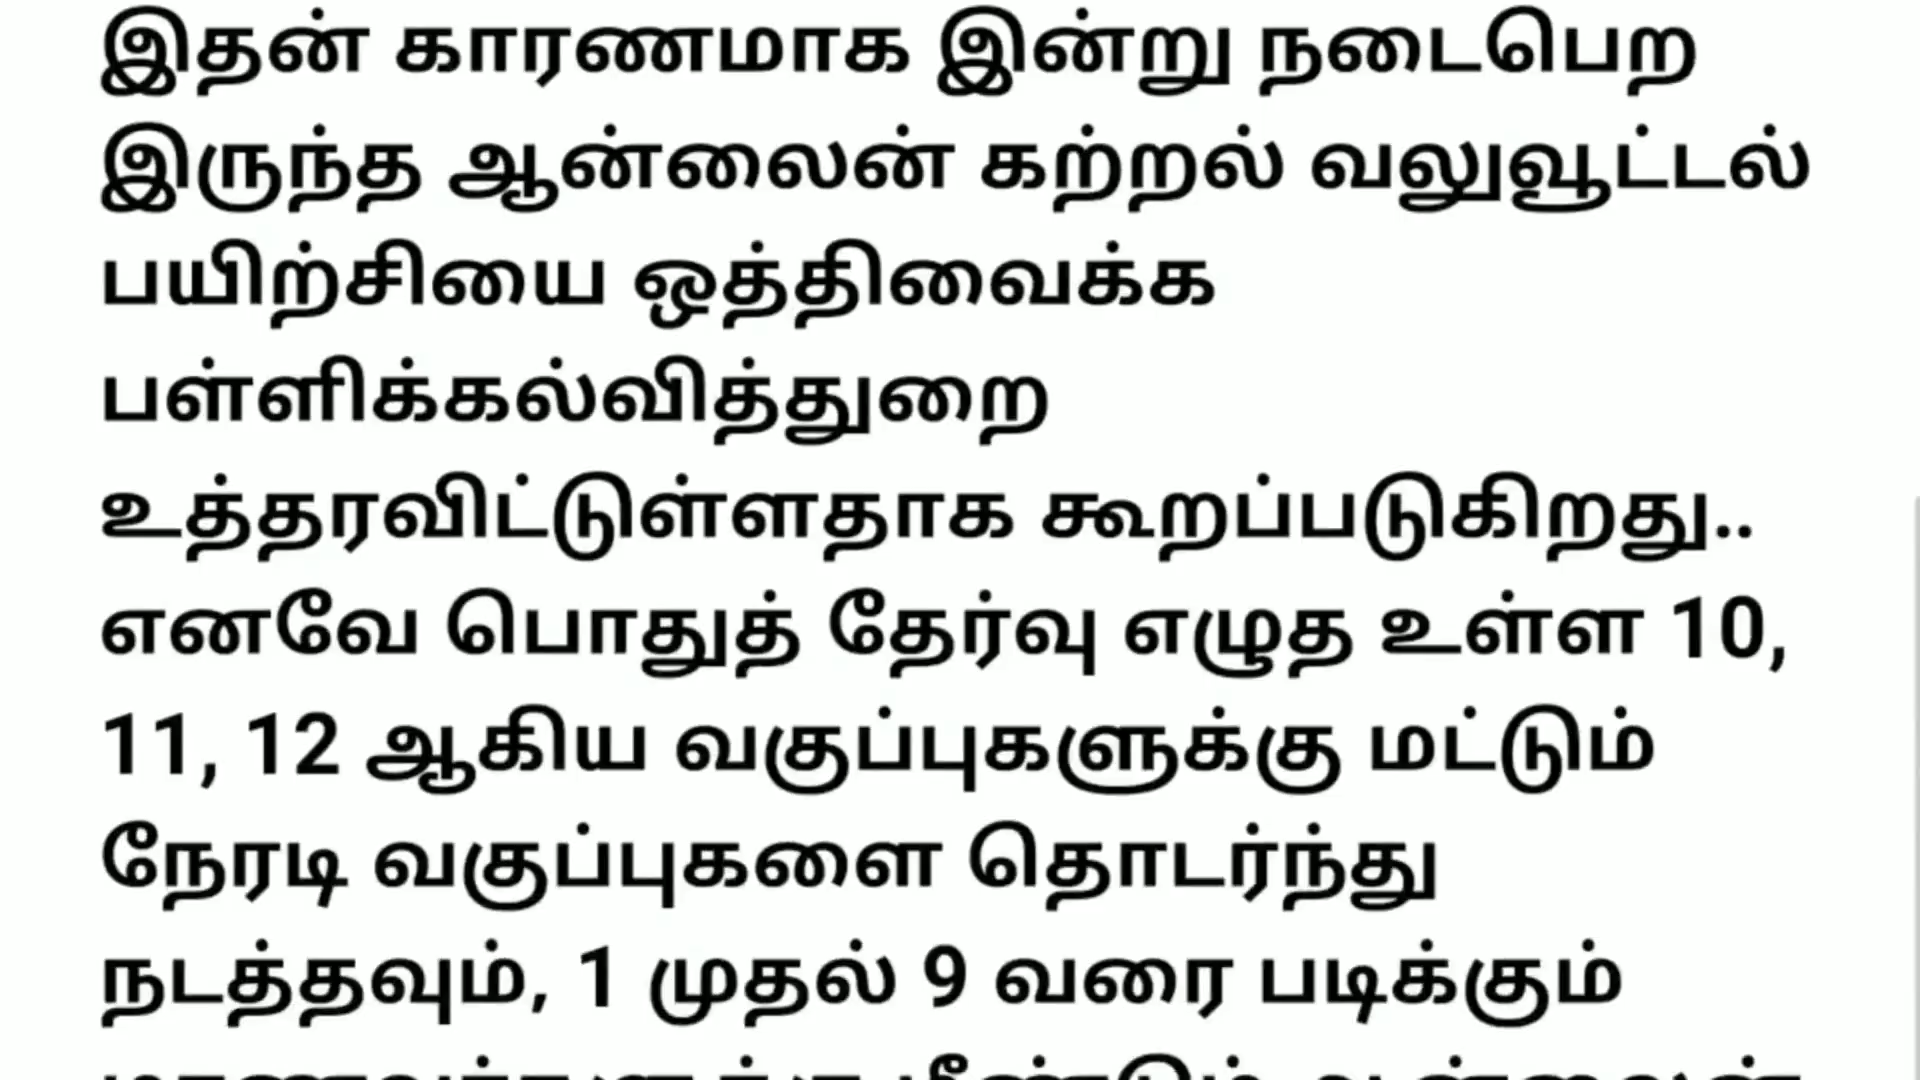 இதன் காரணமாக இன்று நடைபெற
இருந்த ஆன்லைன் கற்றல் வலுவூட்டல்
பயிற்சியை ஒத்திவைக்க
பள்ளிக்கல்வித்துறை
உத்தரவிட்டுள்ளதாக கூறப்படுகிறது..
எனவே பொதுத் தேர்வு எழுத உள்ள 10,
11, 12 ஆகிய வகுப்புகளுக்கு மட்டும்
நேரடி வகுப்புகளை தொடர்ந்து
நடத்தவும், 1 முதல் 9 வரை படிக்கும்